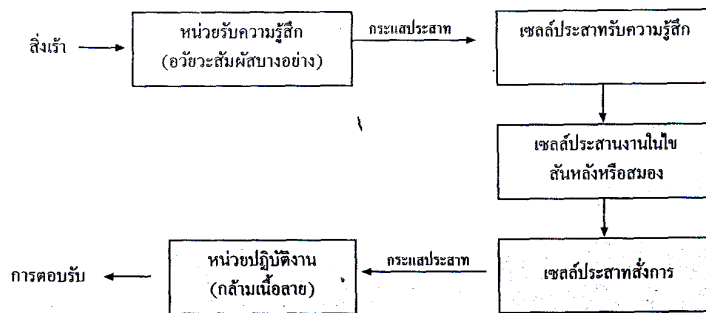 สิ่งเร้า
หน่วยรับความรู้สึก
(อวัยวะสัมผัสบางอย่าง)
กระแสประสาท
เซลล์ประสาทรับความรู้สึก
เซลล์ประสานงานในไข
สันหลังหรือสมอง
เซลล์ประสาทสั่งการ
กระแสประสาท
หน่วยปฏิบัติงาน
(กล้ามเนื้อลาย)
การตอบรับ